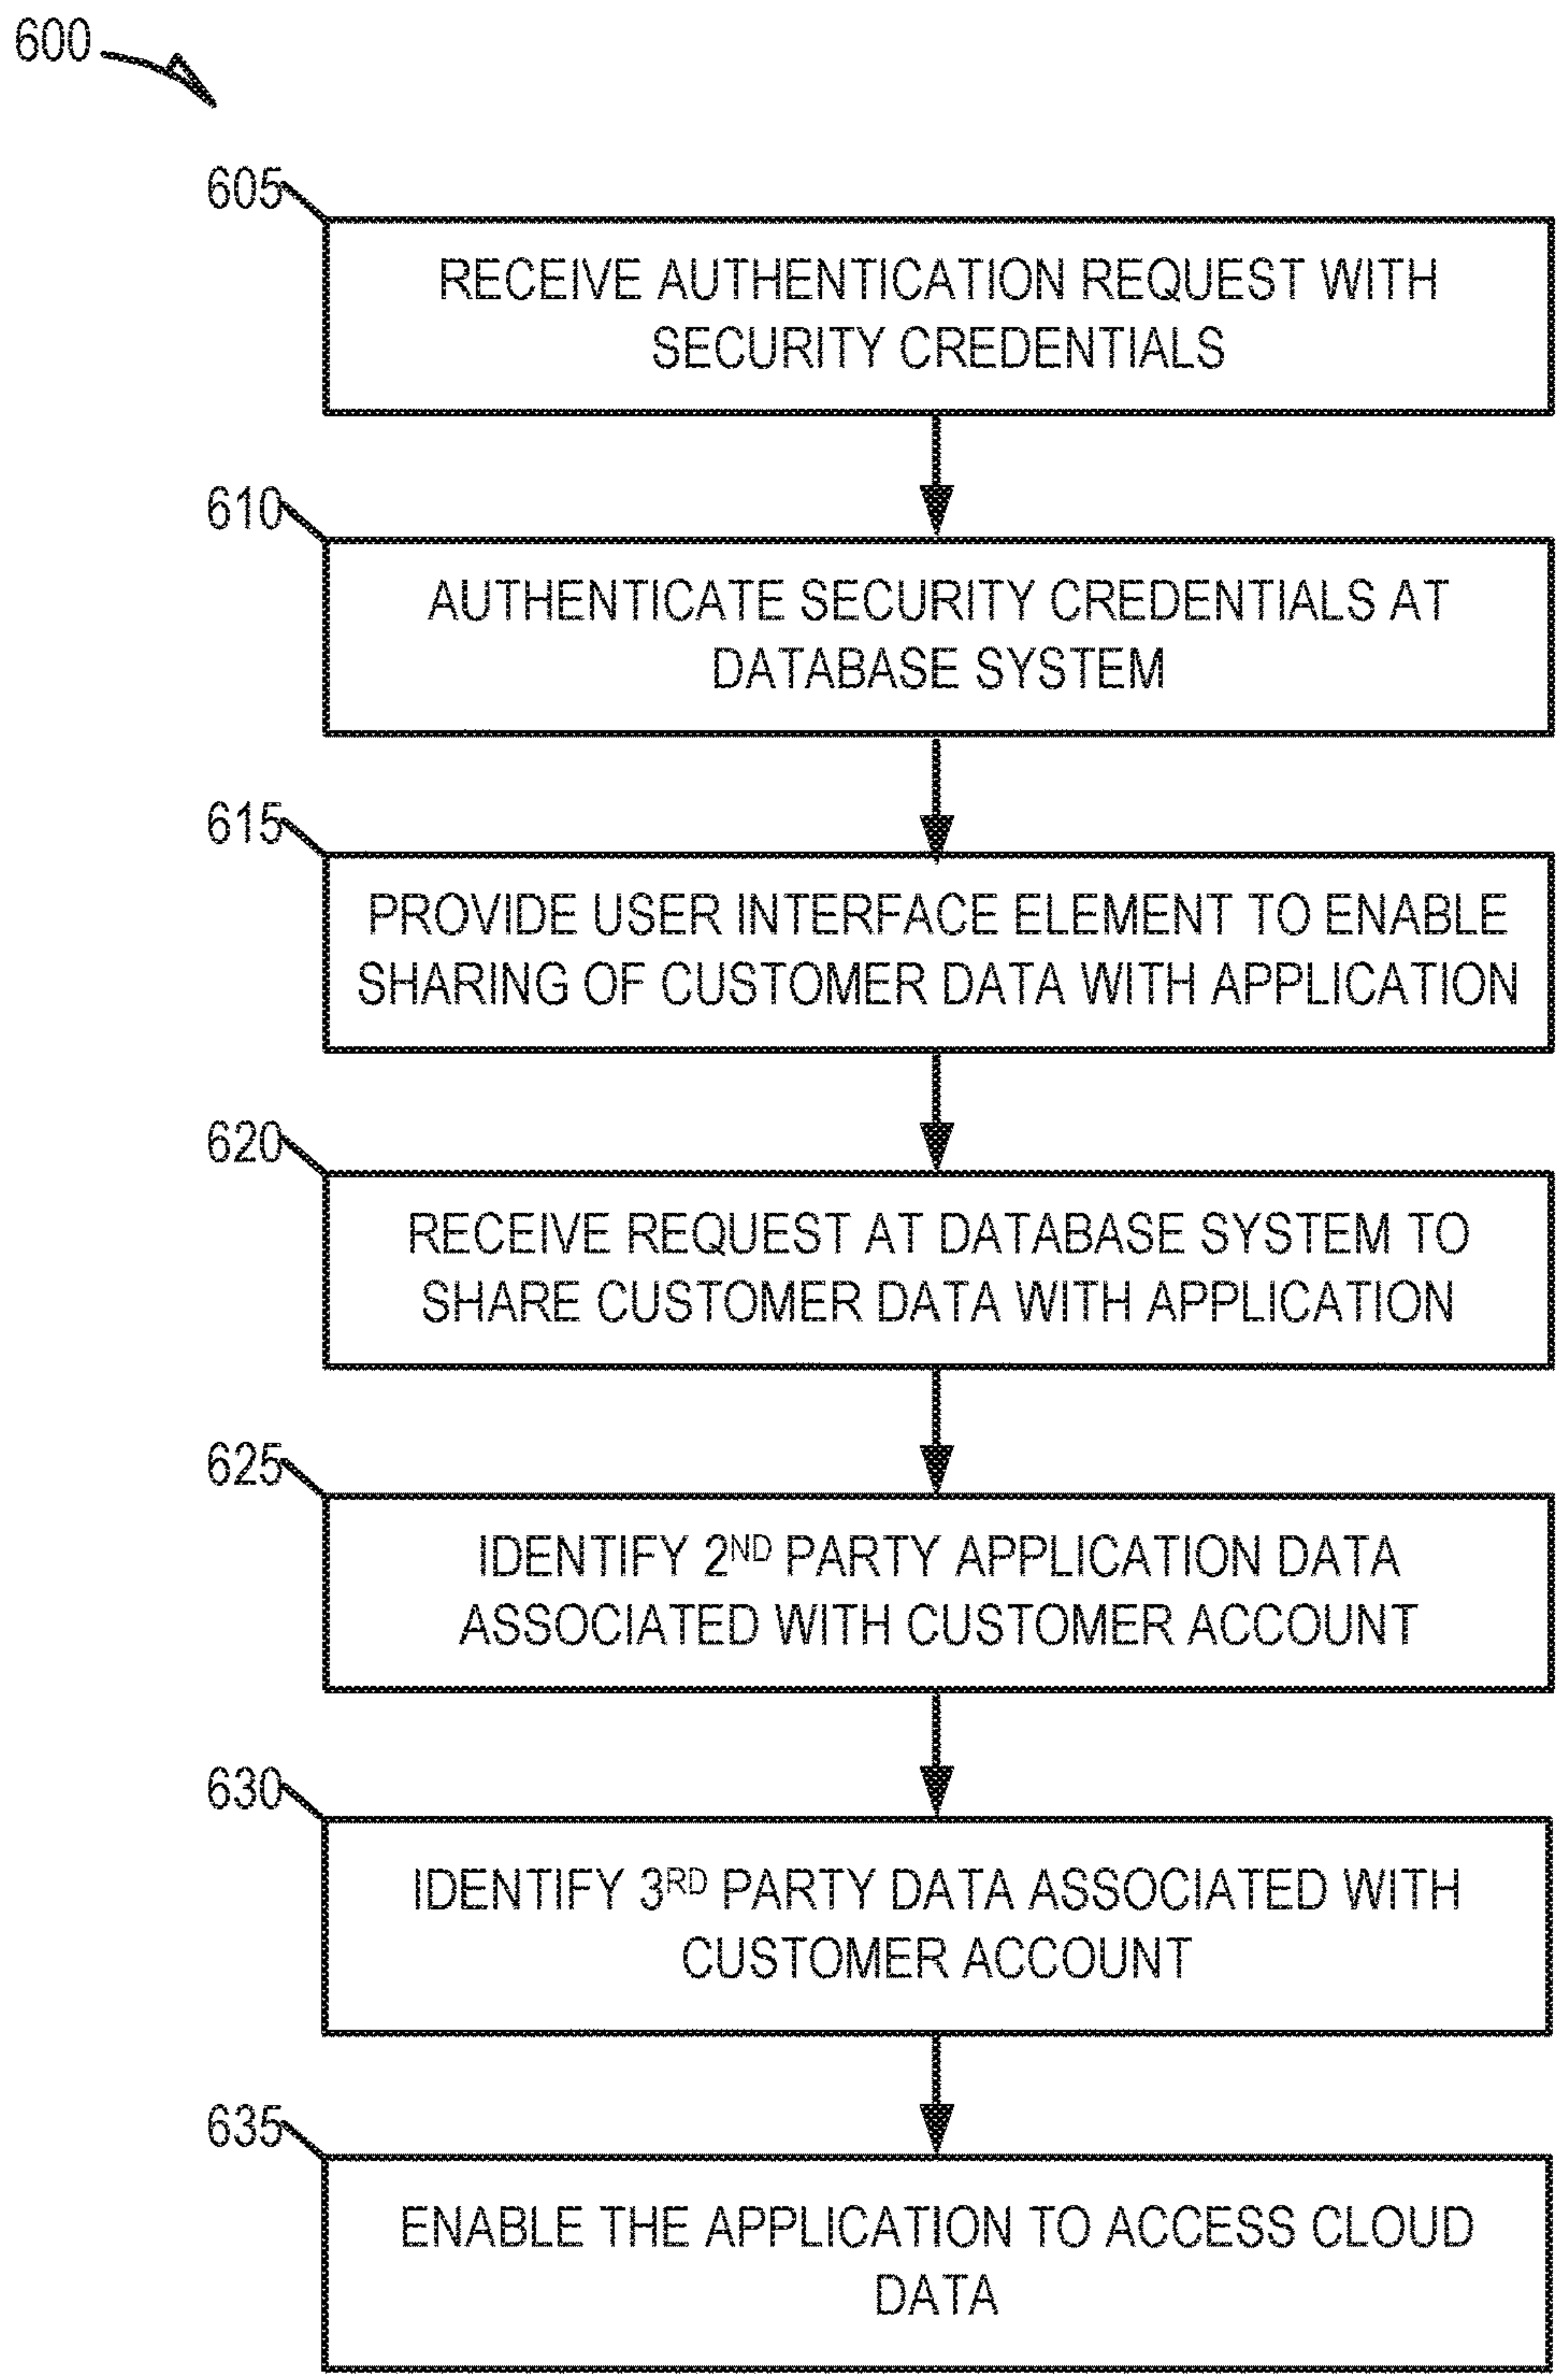 600
605
RECEIVE AUTHENTICATION REQUEST WITH
SECURITY CREDENTIALS
610
AUTHENTICATE SECURITY CREDENTIALS AT
DATABASE SYSTEM
615
PROVIDE USER INTERFACE ELEMENT TO ENABLE
SHARING OF CUSTOMER DATA WITH APPLICATION
620
RECEIVE REQUEST AT DATABASE SYSTEM TO
SHARE CUSTOMER DATA WITH APPLICATION
625
IDENTIFY 2ND PARTY APPLICATION DATA
ASSOCIATED WITH CUSTOMER ACCOUNT
630
IDENTIFY 3RD PARTY DATA ASSOCIATED WITH
CUSTOMER ACCOUNT
635
ENABLE THE APPLICATION TO ACCESS CLOUD
DATA